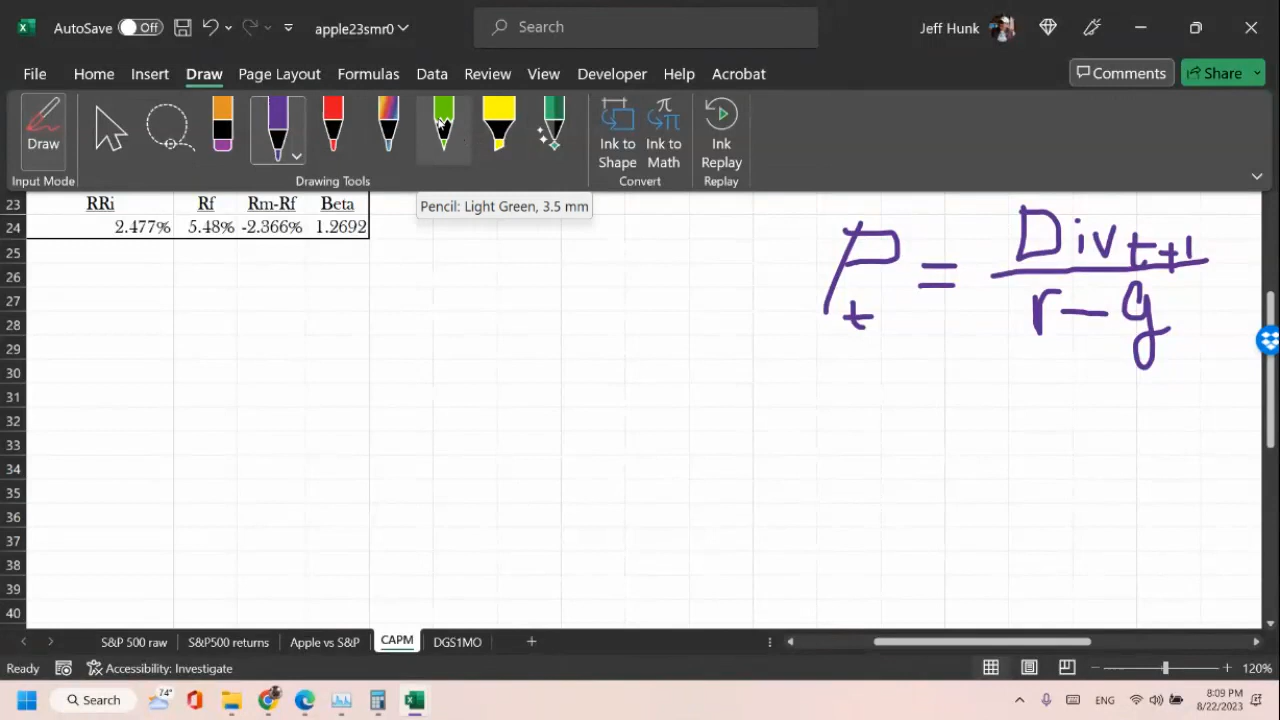 AutoSave Off apple23smr0 Search Jeff Hunk
File Home Insert Draw Page Layout Formulas Data Review View Developer Help Acrobat Comments Share
Draw
Ink to Shape
Ink to Math
Ink Replay
Input Mode Drawing Tools Convert Replay
Pencil: Light Green, 3.5 mm
23 RRi Rf Rm-Rf Beta
24 2.477% 5.48% -2.366% 1.2692
25
26
27
28
29
30
31
32
33
34
35
36
37
38
39
40
P_t = Div_t+1 / r-g
S&P 500 raw S&P500 returns Apple vs S&P CAPM DGS1MO +
Ready Accessibility: Investigate 120%
Search 74° ENG 8:09 PM
8/22/2023